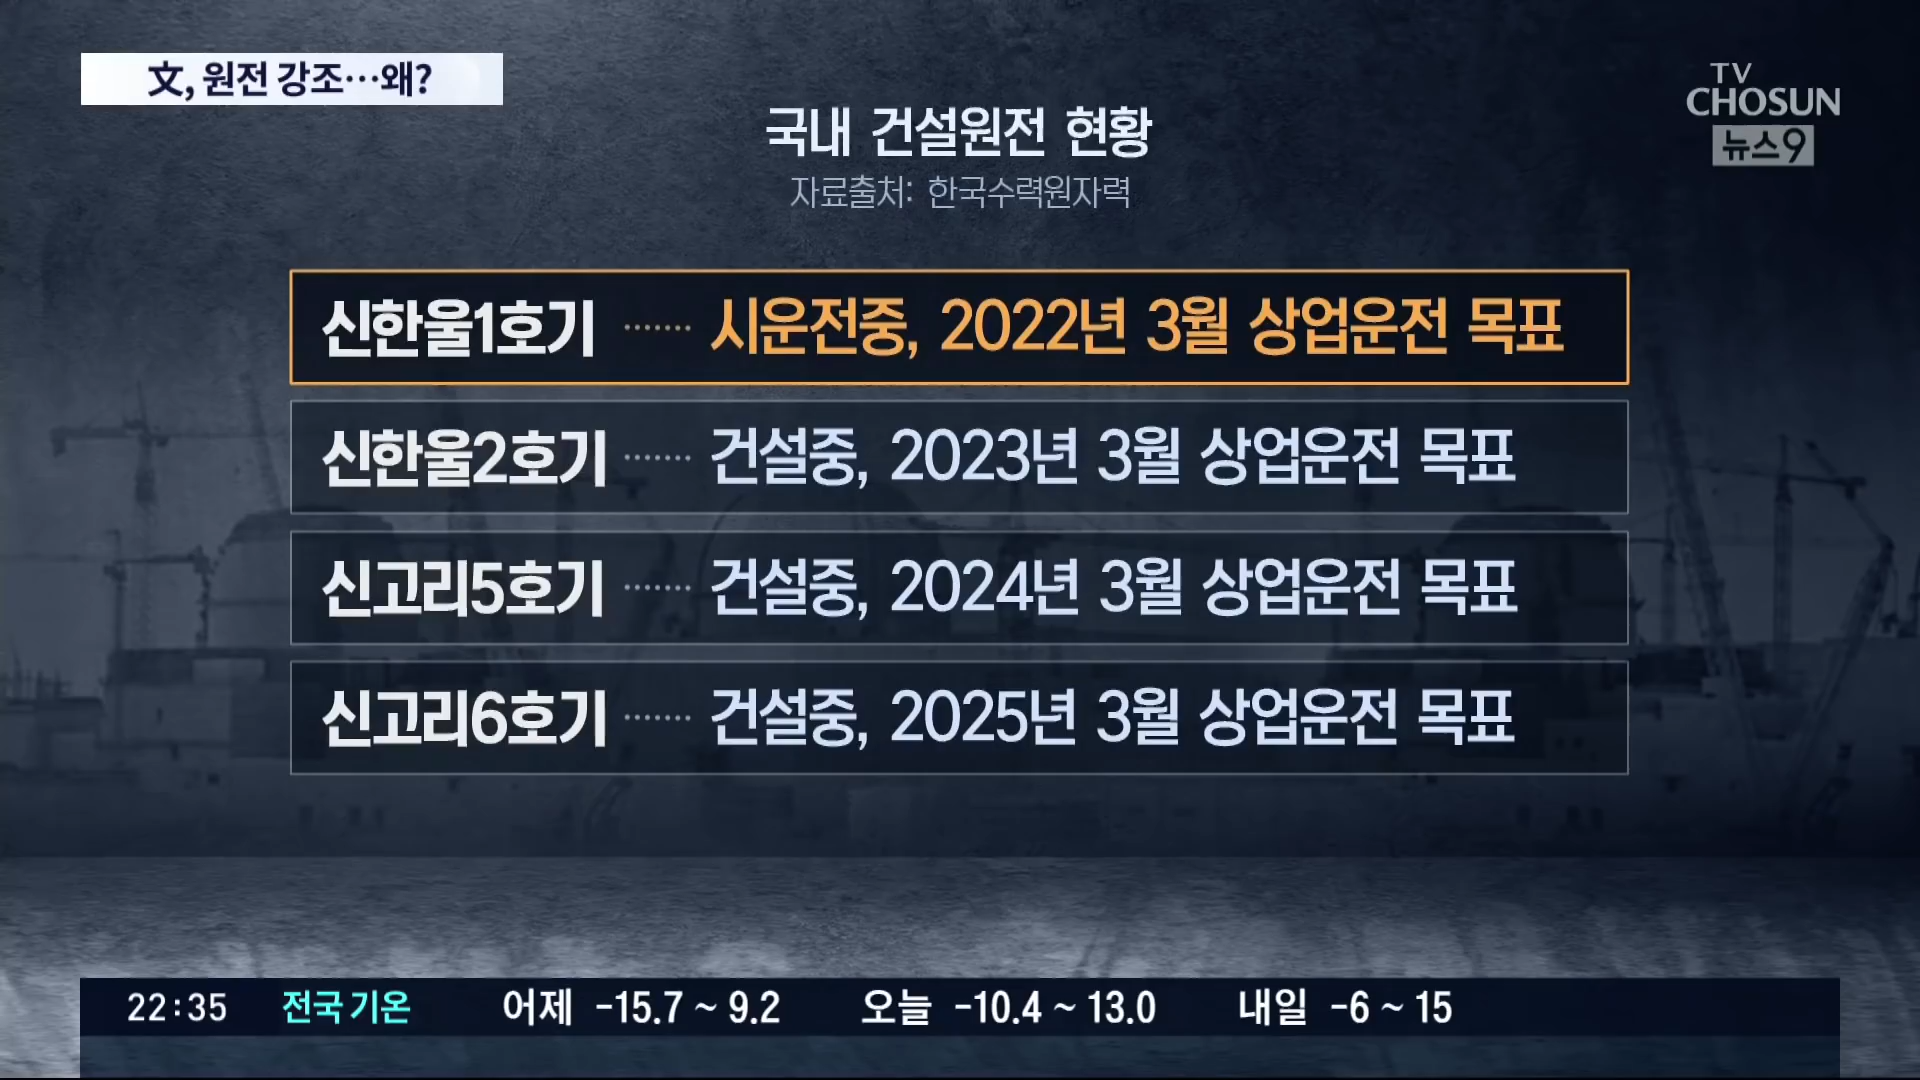 文, 원전 강조…왜?
TV
CHOSUN
뉴스9
국내 건설원전 현황
자료출처: 한국수력원자력
신한울1호기 ······· 시운전중, 2022년 3월 상업운전 목표
신한울2호기 ······· 건설중, 2023년 3월 상업운전 목표
신고리5호기 ······· 건설중, 2024년 3월 상업운전 목표
신고리6호기 ······· 건설중, 2025년 3월 상업운전 목표
22:35 전국 기온 어제 -15.7 ~ 9.2 오늘 -10.4 ~ 13.0 내일 -6 ~ 15